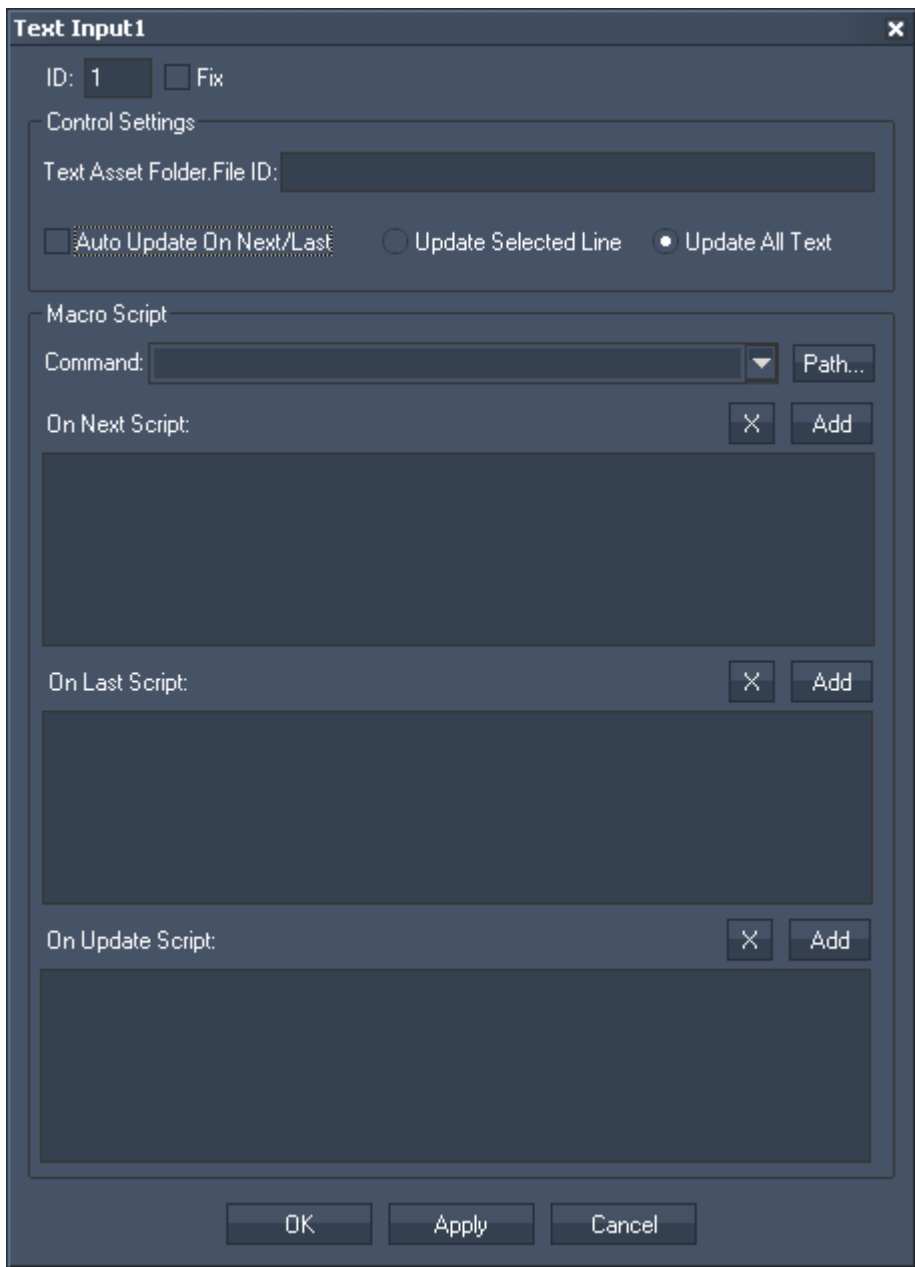 Text Input1
ID: 1 Fix
Control Settings
Text Asset Folder.File ID:
Auto Update On Next/Last Update Selected Line Update All Text
Macro Script
Command: Path...
On Next Script: X Add
On Last Script: X Add
On Update Script: X Add
OK Apply Cancel